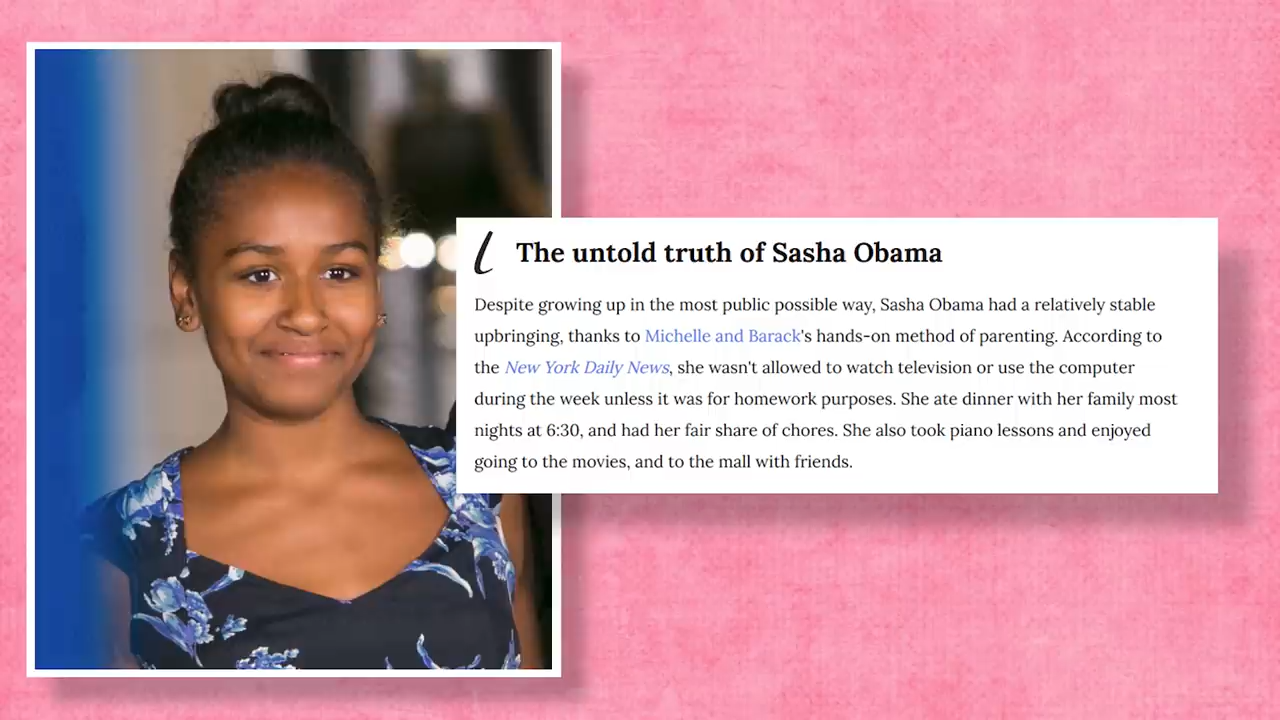 L The untold truth of Sasha Obama
Despite growing up in the most public possible way, Sasha Obama had a relatively stable
upbringing, thanks to Michelle and Barack's hands-on method of parenting. According to
the New York Daily News, she wasn't allowed to watch television or use the computer
during the week unless it was for homework purposes. She ate dinner with her family most
nights at 6:30, and had her fair share of chores. She also took piano lessons and enjoyed
going to the movies, and to the mall with friends.